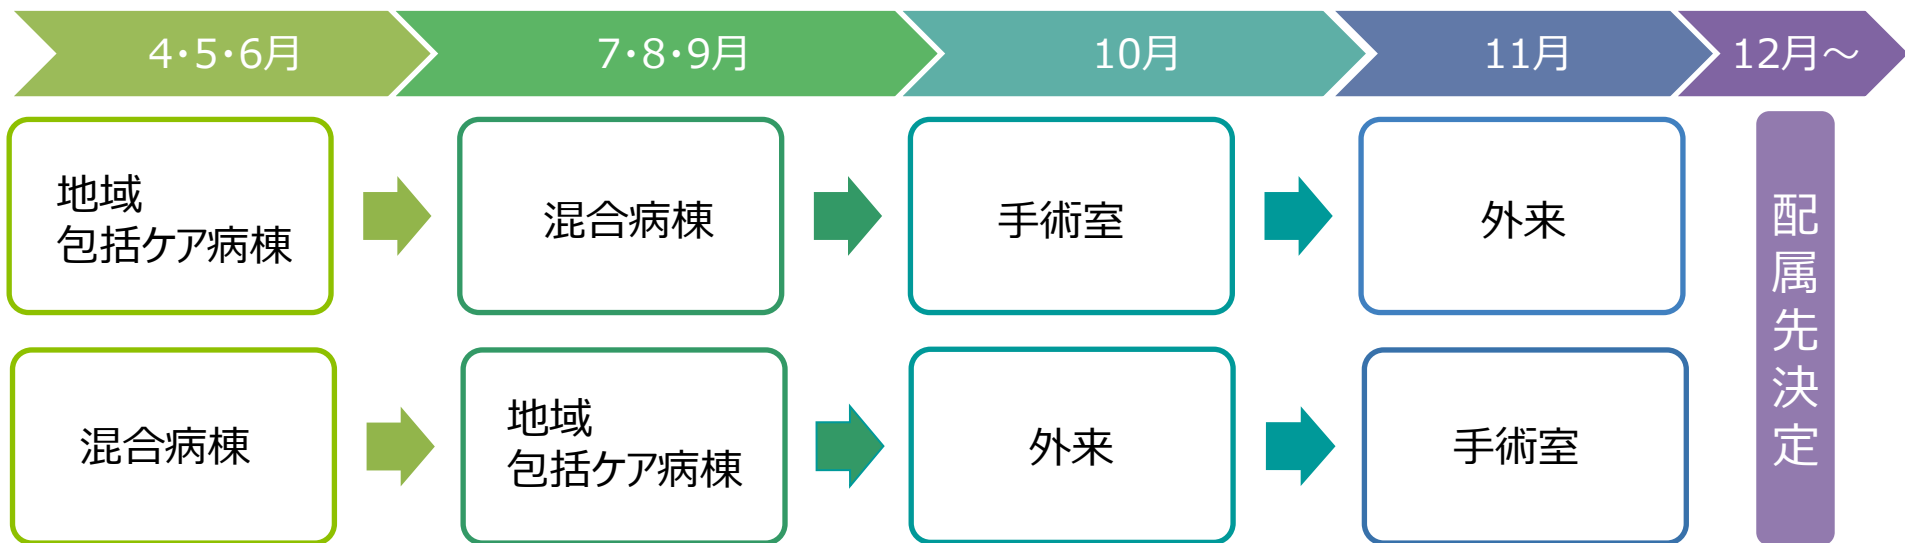 4・5・6月
7・8・9月
10月
11月
12月～
地域
包括ケア病棟
混合病棟
手術室
外来
混合病棟
地域
包括ケア病棟
外来
手術室
配属先決定